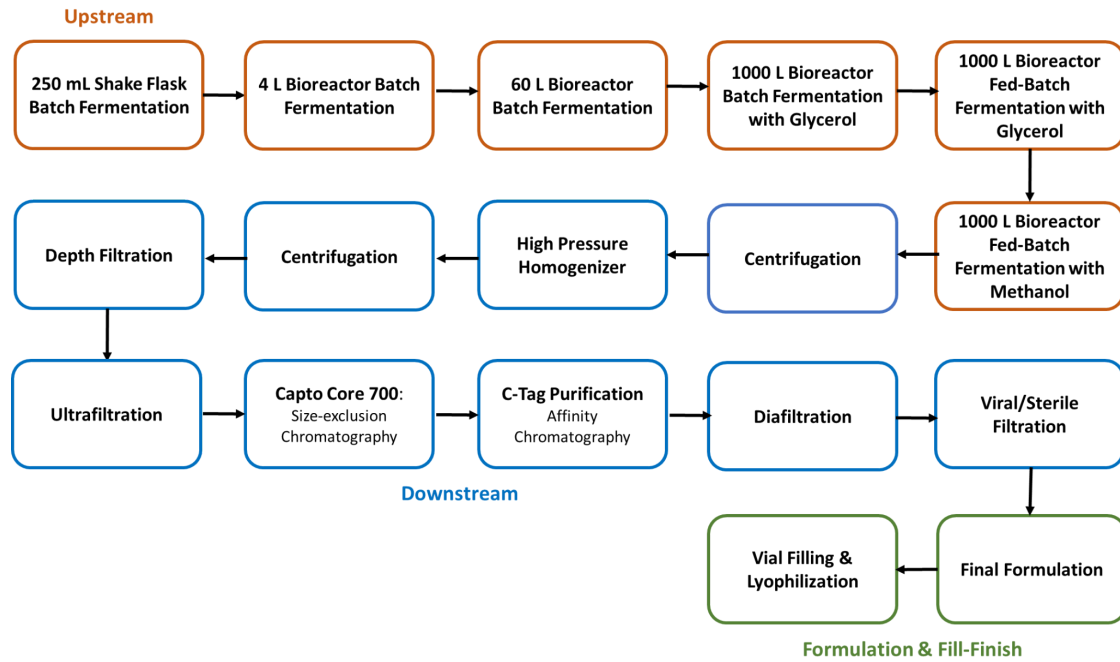 Upstream
250 mL Shake Flask
Batch Fermentation
4 L Bioreactor Batch
Fermentation
60 L Bioreactor
Batch Fermentation
1000 L Bioreactor
Batch Fermentation
with Glycerol
1000 L Bioreactor
Fed-Batch
Fermentation with
Glycerol
Depth Filtration
Centrifugation
High Pressure
Homogenizer
Centrifugation
1000 L Bioreactor
Fed-Batch
Fermentation with
Methanol
Ultrafiltration
Capto Core 700:
Size-exclusion
Chromatography
C-Tag Purification
Affinity
Chromatography
Diafiltration
Viral/Sterile
Filtration
Downstream
Vial Filling &
Lyophilization
Final Formulation
Formulation & Fill-Finish